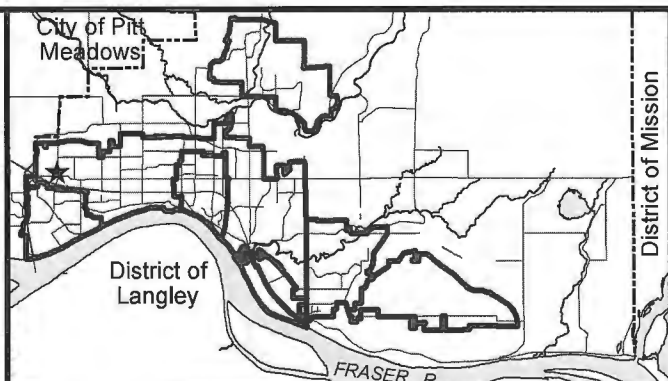 City of Pitt
Meadows
District of Mission
District of
Langley
FRASER R.